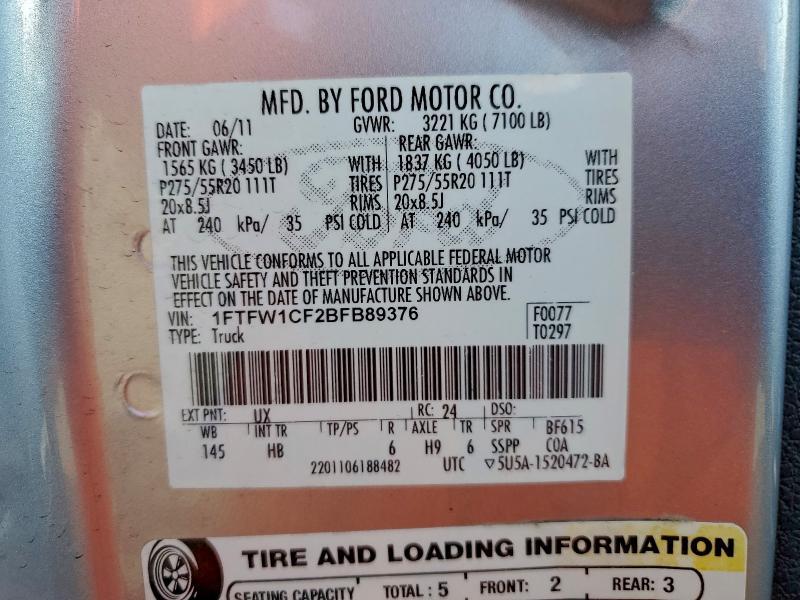 MFD. BY FORD MOTOR CO.
DATE: 06/11 GVWR: 3221 KG ( 7100 LB)
FRONT GAWR: REAR GAWR:
1565 KG ( 3450 LB) WITH 1837 KG ( 4050 LB) WITH
P275/55R20 111T TIRES P275/55R20 111T TIRES
20x8.5J RIMS 20x8.5J RIMS
AT 240 kPa/ 35 PSI COLD AT 240 kPa/ 35 PSI COLD
THIS VEHICLE CONFORMS TO ALL APPLICABLE FEDERAL MOTOR
VEHICLE SAFETY AND THEFT PREVENTION STANDARDS IN
EFFECT ON THE DATE OF MANUFACTURE SHOWN ABOVE.
VIN: 1FTFW1CF2BFB89376 F0077
TYPE: Truck T0297
EXT PNT: UX RC: 24 DSO:
WB INT TR TP/PS R AXLE TR SPR BF615
145 HB 6 H9 6 SSPP COA
2201106188482 UTC ▽5U5A-1520472-BA
TIRE AND LOADING INFORMATION
SEATING CAPACITY TOTAL : 5 FRONT: 2 REAR: 3